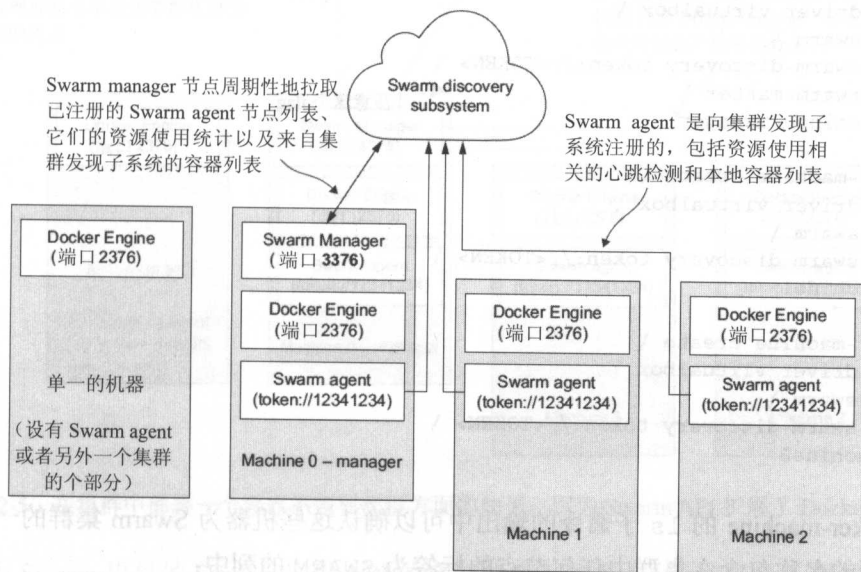 Swarm discovery
subsystem
Swarm manager 节点周期性地拉取
已注册的 Swarm agent 节点列表、
它们的资源使用统计以及来自集
群发现子系统的容器列表
Swarm agent 是向集群发现子
系统注册的，包括资源使用相
关的心跳检测和本地容器列表
Docker Engine
(端口2376)
单一的机器
（设有 Swarm agent
或者另外一个集群
的个部分）
Swarm Manager
(端口 3376)
Docker Engine
(端口2376)
Swarm agent
(token://12341234)
Machine 0 – manager
Docker Engine
(端口2376)
Swarm agent
(token://12341234)
Machine 1
Docker Engine
(端口2376)
Swarm agent
(token://12341234)
Machine 2